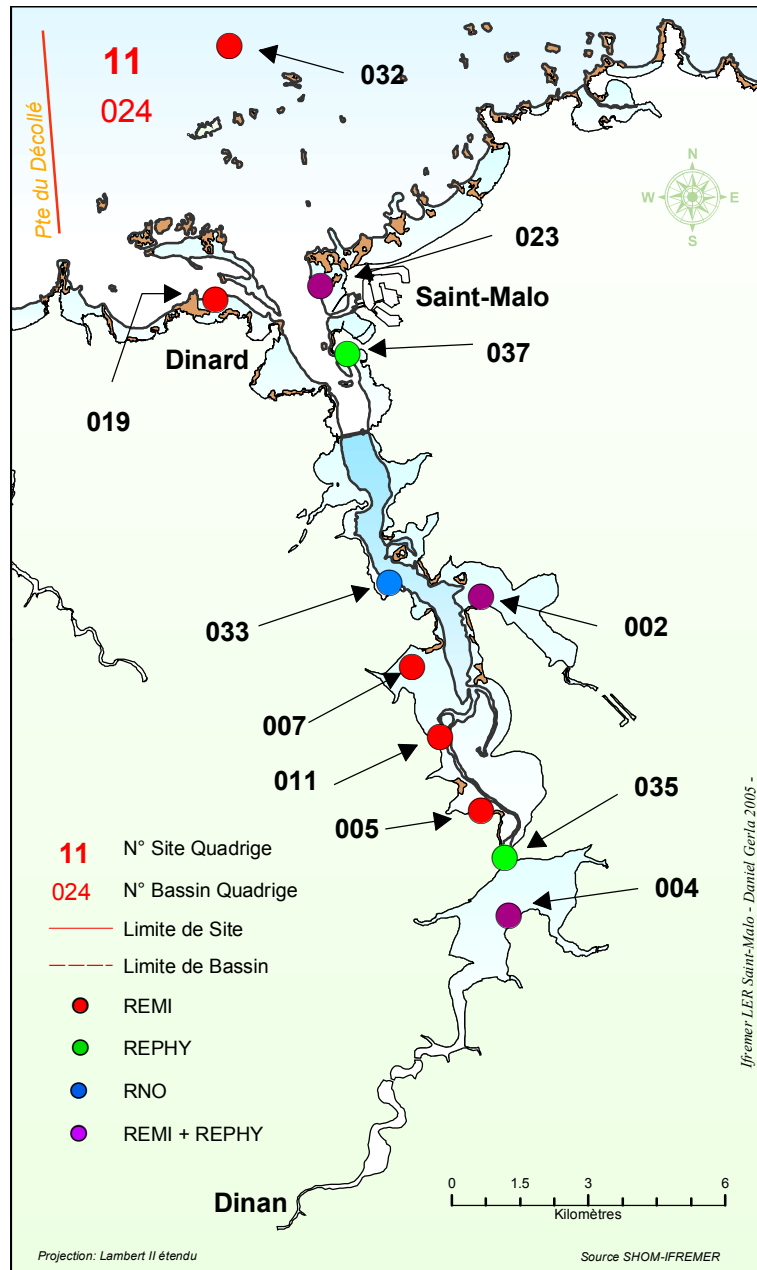 11
032
024
Pte du Décollé
N
W
E
S
023
Saint-Malo
037
Dinard
019
033
002
007
011
035
005
004
11 N° Site Quadrige
024 N° Bassin Quadrige
Limite de Site
Limite de Bassin
REMI
REPHY
RNO
REMI + REPHY
Ifremer LER Saint-Malo - Daniel Gerla 2005 -
Dinan
0 1.5 3 6
Kilomètres
Projection: Lambert II étendu
Source SHOM-IFREMER